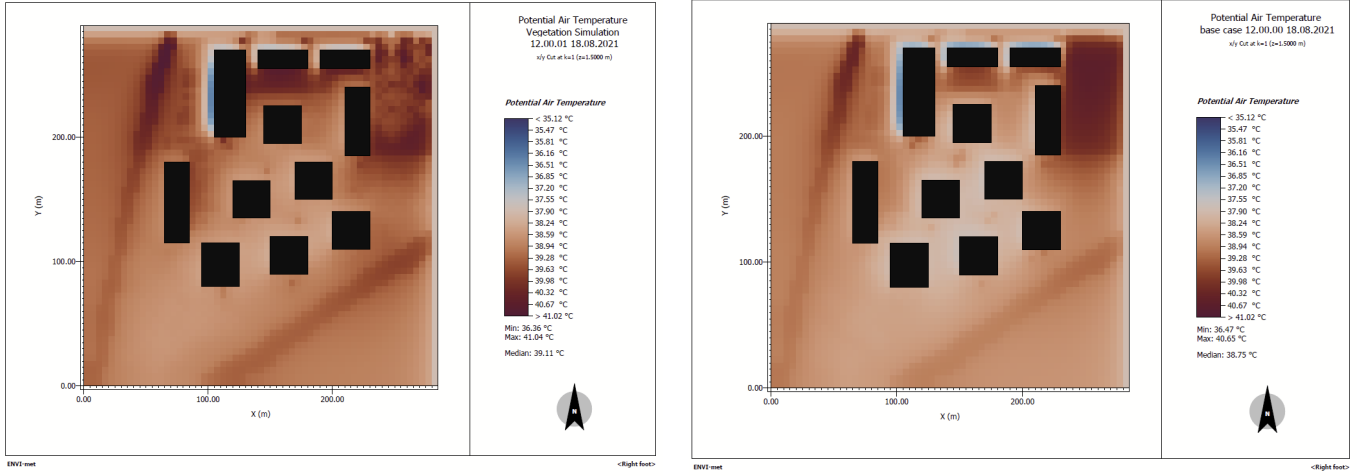 Potential Air Temperature
Vegetation Simulation
12.00.01 18.08.2021
x/y Cut at k=1 (z=1.5000 m)
Potential Air Temperature
< 35.12 °C
35.47 °C
35.81 °C
36.16 °C
36.51 °C
36.85 °C
37.20 °C
37.55 °C
37.90 °C
38.24 °C
38.59 °C
38.94 °C
39.28 °C
39.63 °C
39.98 °C
40.32 °C
40.67 °C
> 41.02 °C
Min: 36.36 °C
Max: 41.04 °C
Median: 39.11 °C
N
200.00
100.00
0.00
Y (m)
0.00
100.00
200.00
X (m)
ENVI-met
<Right foot>
Potential Air Temperature
base case 12.00.00 18.08.2021
x/y Cut at k=1 (z=1.5000 m)
Potential Air Temperature
< 35.12 °C
35.47 °C
35.81 °C
36.16 °C
36.51 °C
36.85 °C
37.20 °C
37.55 °C
37.90 °C
38.24 °C
38.59 °C
38.94 °C
39.28 °C
39.63 °C
39.98 °C
40.32 °C
40.67 °C
> 41.02 °C
Min: 36.47 °C
Max: 40.65 °C
Median: 38.75 °C
N
200.00
100.00
0.00
Y (m)
0.00
100.00
200.00
X (m)
ENVI-met
<Right foot>